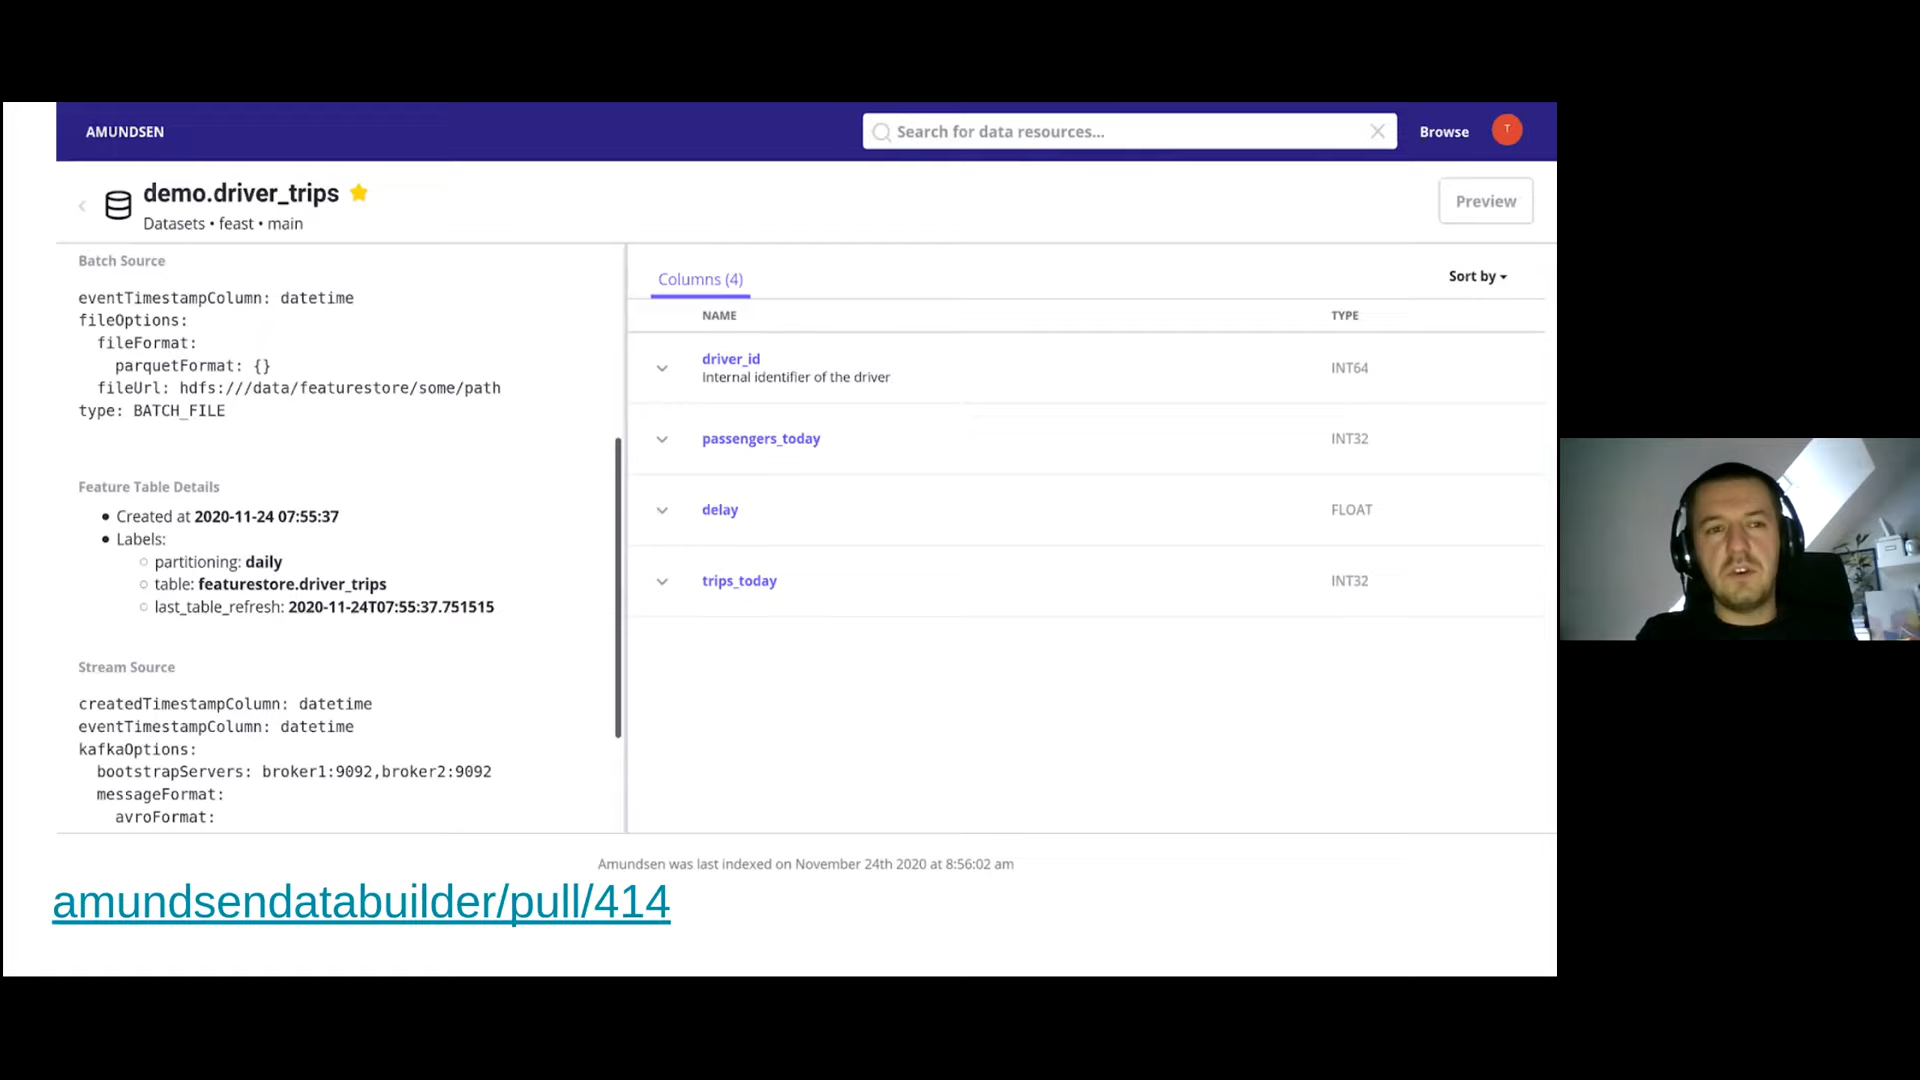 AMUNDSEN
Search for data resources...
Browse
T
demo.driver_trips
Datasets • feast • main
Preview
Batch Source
eventTimestampColumn: datetime
fileOptions:
fileFormat:
parquetFormat: {}
fileUrl: hdfs:///data/featurestore/some/path
type: BATCH_FILE
Feature Table Details
Created at 2020-11-24 07:55:37
Labels:
partitioning: daily
table: featurestore.driver_trips
last_table_refresh: 2020-11-24T07:55:37.751515
Stream Source
createdTimestampColumn: datetime
eventTimestampColumn: datetime
kafkaOptions:
bootstrapServers: broker1:9092,broker2:9092
messageFormat:
avroFormat:
Columns (4)
Sort by
NAME TYPE
driver_id INT64
Internal identifier of the driver
passengers_today INT32
delay FLOAT
trips_today INT32
Amundsen was last indexed on November 24th 2020 at 8:56:02 am
amundsendatabuilder/pull/414